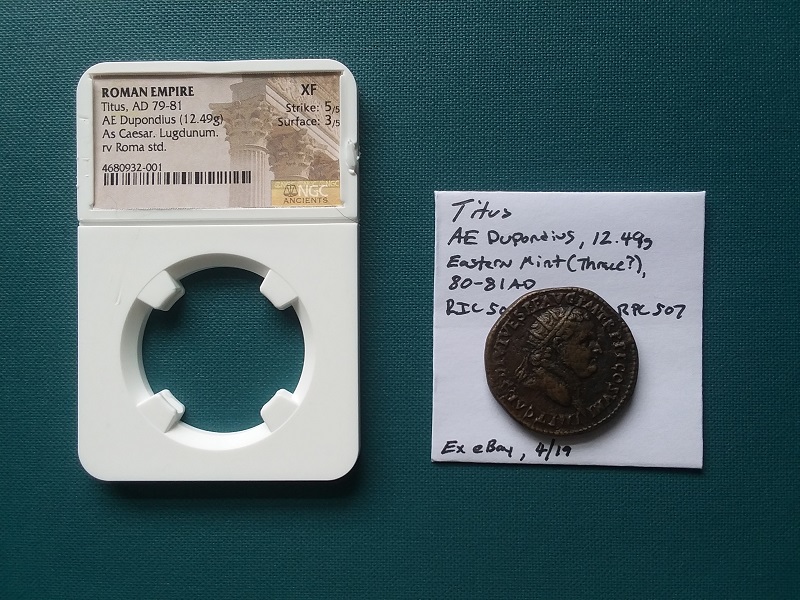 ROMAN EMPIRE
Titus, AD 79-81
AE Dupondius (12.49g)
As Caesar. Lugdunum.
rv Roma std.
4680932-001
XF
Strike: 5/5
Surface: 3/5
NGC
ANCIENTS
Titus
AE Dupondius, 12.49g
Eastern Mint (Thrace?),
80-81 AD
RIC 50 RPC 507
Ex eBay, 4/19